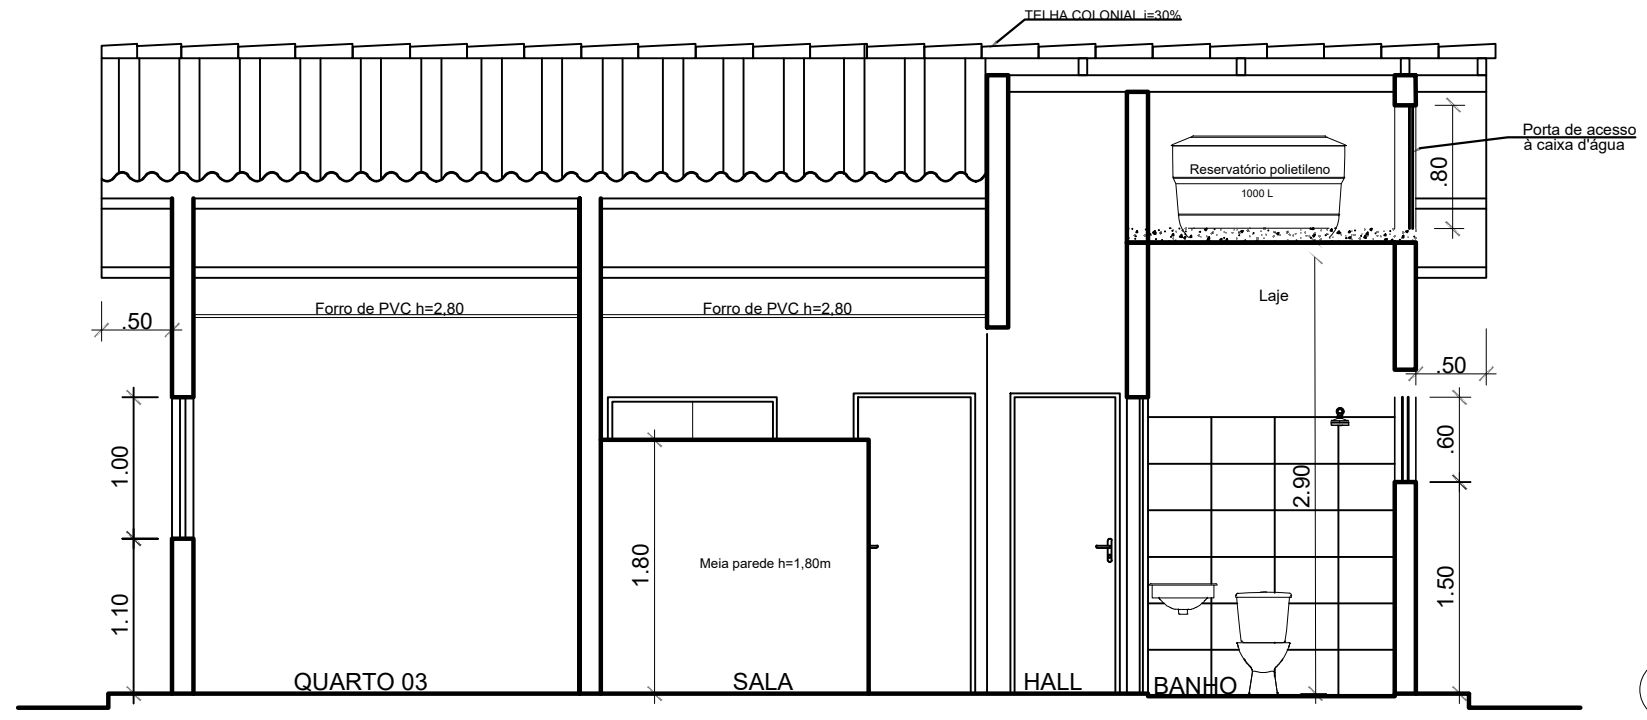 TELHA COLONIAL i=30%
Porta de acesso
à caixa d'água
.80
Reservatório polietileno
1000 L
Laje
Forro de PVC h=2,80
Forro de PVC h=2,80
.50
.50
1.00
.60
2.90
1.80
Meia parede h=1,80m
1.10
1.50
QUARTO 03
SALA
HALL
BANHO